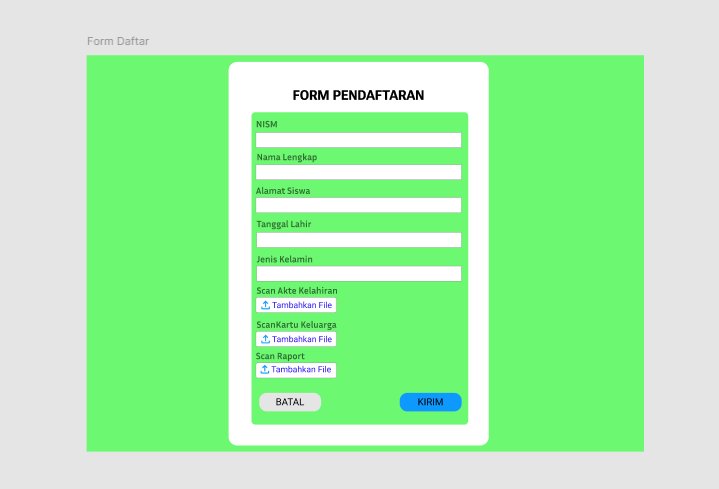 Form Daftar
FORM PENDAFTARAN
NISM
Nama Lengkap
Alamat Siswa
Tanggal Lahir
Jenis Kelamin
Scan Akte Kelahiran
Tambahkan File
ScanKartu Keluarga
Tambahkan File
Scan Raport
Tambahkan File
BATAL
KIRIM